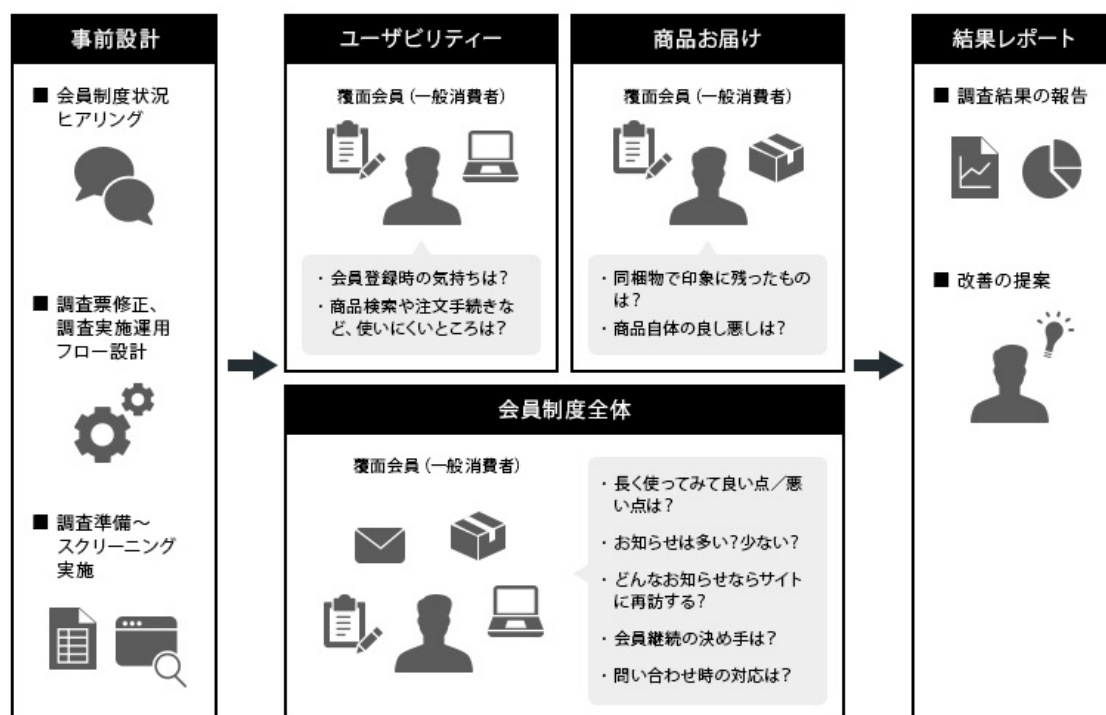 事前設計
■ 会員制度状況
ヒアリング
■ 調査票修正、
調査実施運用
フロー設計
■ 調査準備~
スクリーニング
実施
ユーザビリティー
覆面会員(一般消費者)
・会員登録時の気持ちは?
・商品検索や注文手続きな
ど、使いにくいところは?
商品お届け
覆面会員(一般消費者)
・同梱物で印象に残ったもの
は?
・商品自体の良し悪しは?
会員制度全体
覆面会員(一般消費者)
・長く使ってみて良い点/悪
い点は?
・お知らせは多い?少ない?
・どんなお知らせならサイト
に再訪する?
・会員継続の決め手は?
・問い合わせ時の対応は?
結果レポート
■ 調査結果の報告
■ 改善の提案